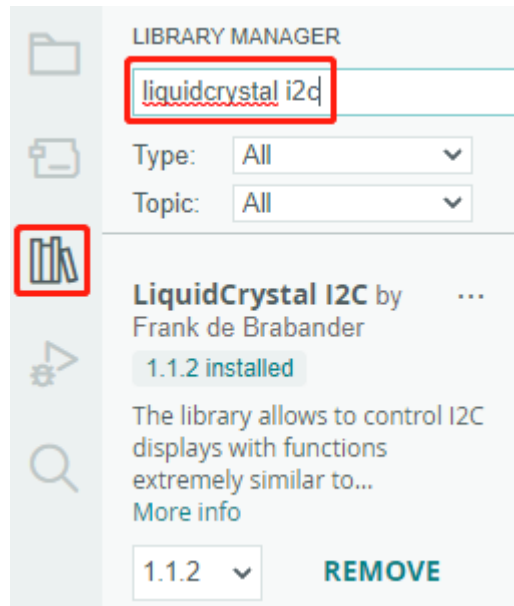 LIBRARY MANAGER
liquidcrystal i2c
Type: All
Topic: All
LiquidCrystal I2C by ...
Frank de Brabander
1.1.2 installed
The library allows to control I2C
displays with functions
extremely similar to...
More info
1.1.2 REMOVE